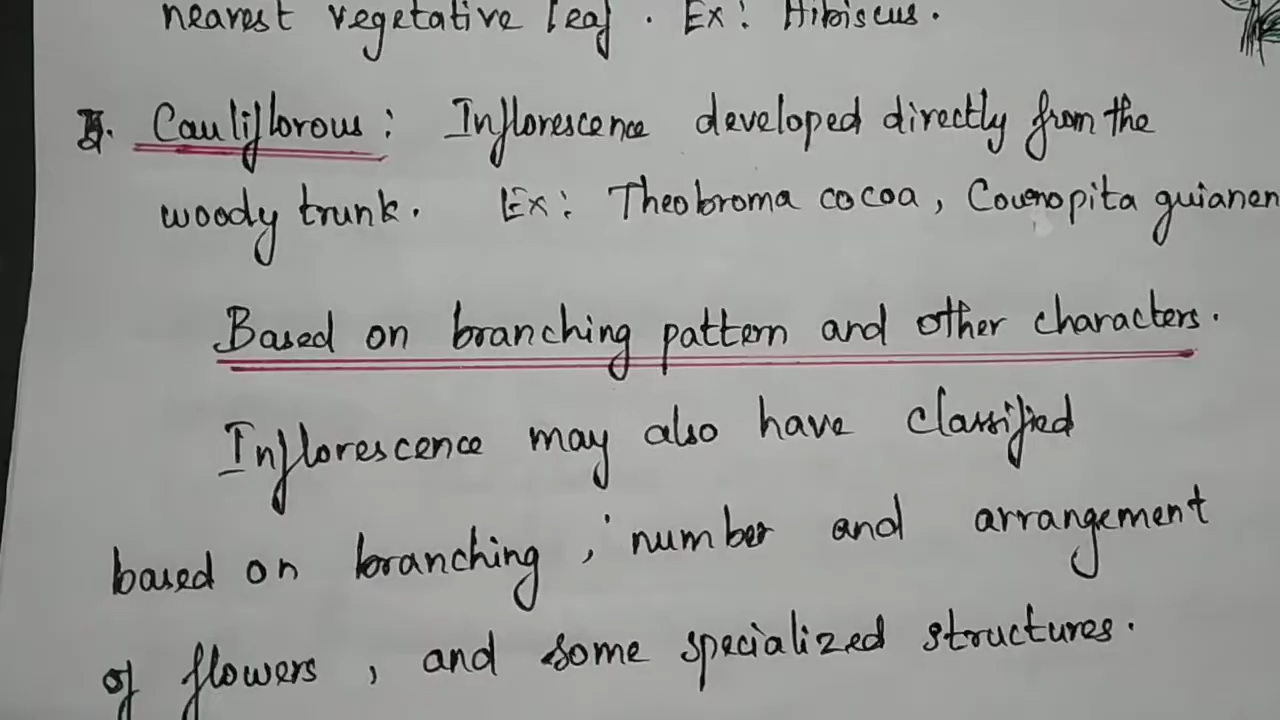 nearest vegetative leaf. Ex: Hibiscus.
Cauliflorous: Inflorescence developed directly from the
woody trunk. Ex: Theobroma cocoa, Couropita guianen
Based on branching pattern and other characters.
Inflorescence may also have classified
based on branching, number and arrangement
of flowers, and some specialized structures.